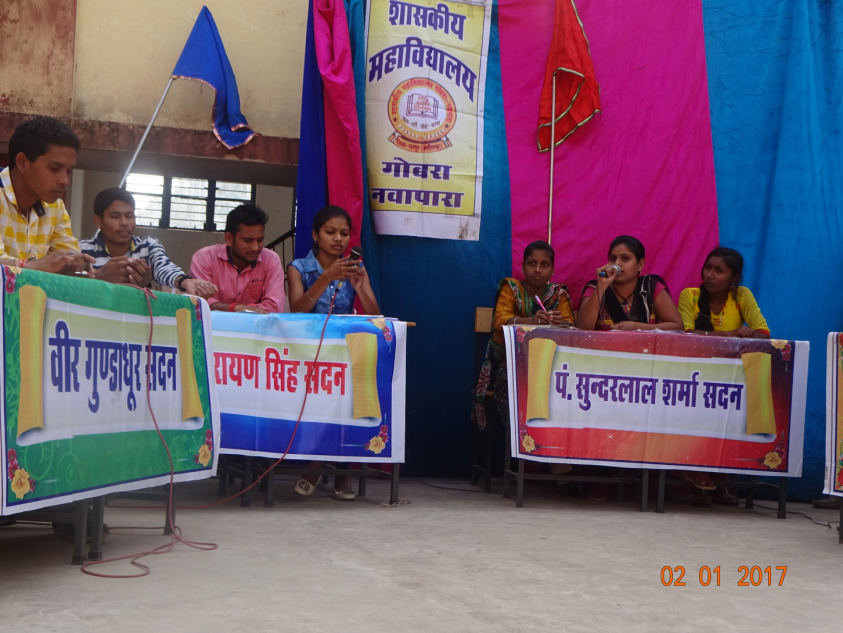 शासकीय
महाविद्यालय
गोबरा
नवापारा
वीर गुण्डाधूर सदन
रायण सिंह सदन
पं. सुन्दरलाल शर्मा सदन
02 01 2017